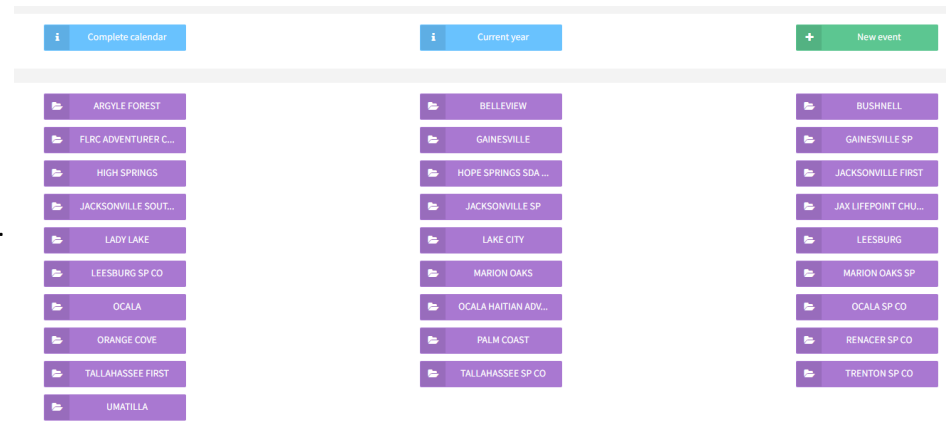 Complete calendar
Current year
New event
ARGYLE FOREST
BELLEVIEW
BUSHNELL
FLRC ADVENTURER C...
GAINESVILLE
GAINESVILLE SP
HIGH SPRINGS
HOPE SPRINGS SDA ...
JACKSONVILLE FIRST
JACKSONVILLE SOUT...
JACKSONVILLE SP
JAX LIFEPOINT CHU...
LADY LAKE
LAKE CITY
LEESBURG
LEESBURG SP CO
MARION OAKS
MARION OAKS SP
OCALA
OCALA HAITIAN ADV...
OCALA SP CO
ORANGE COVE
PALM COAST
RENACER SP CO
TALLAHASSEE FIRST
TALLAHASSEE SP CO
TRENTON SP CO
UMATILLA